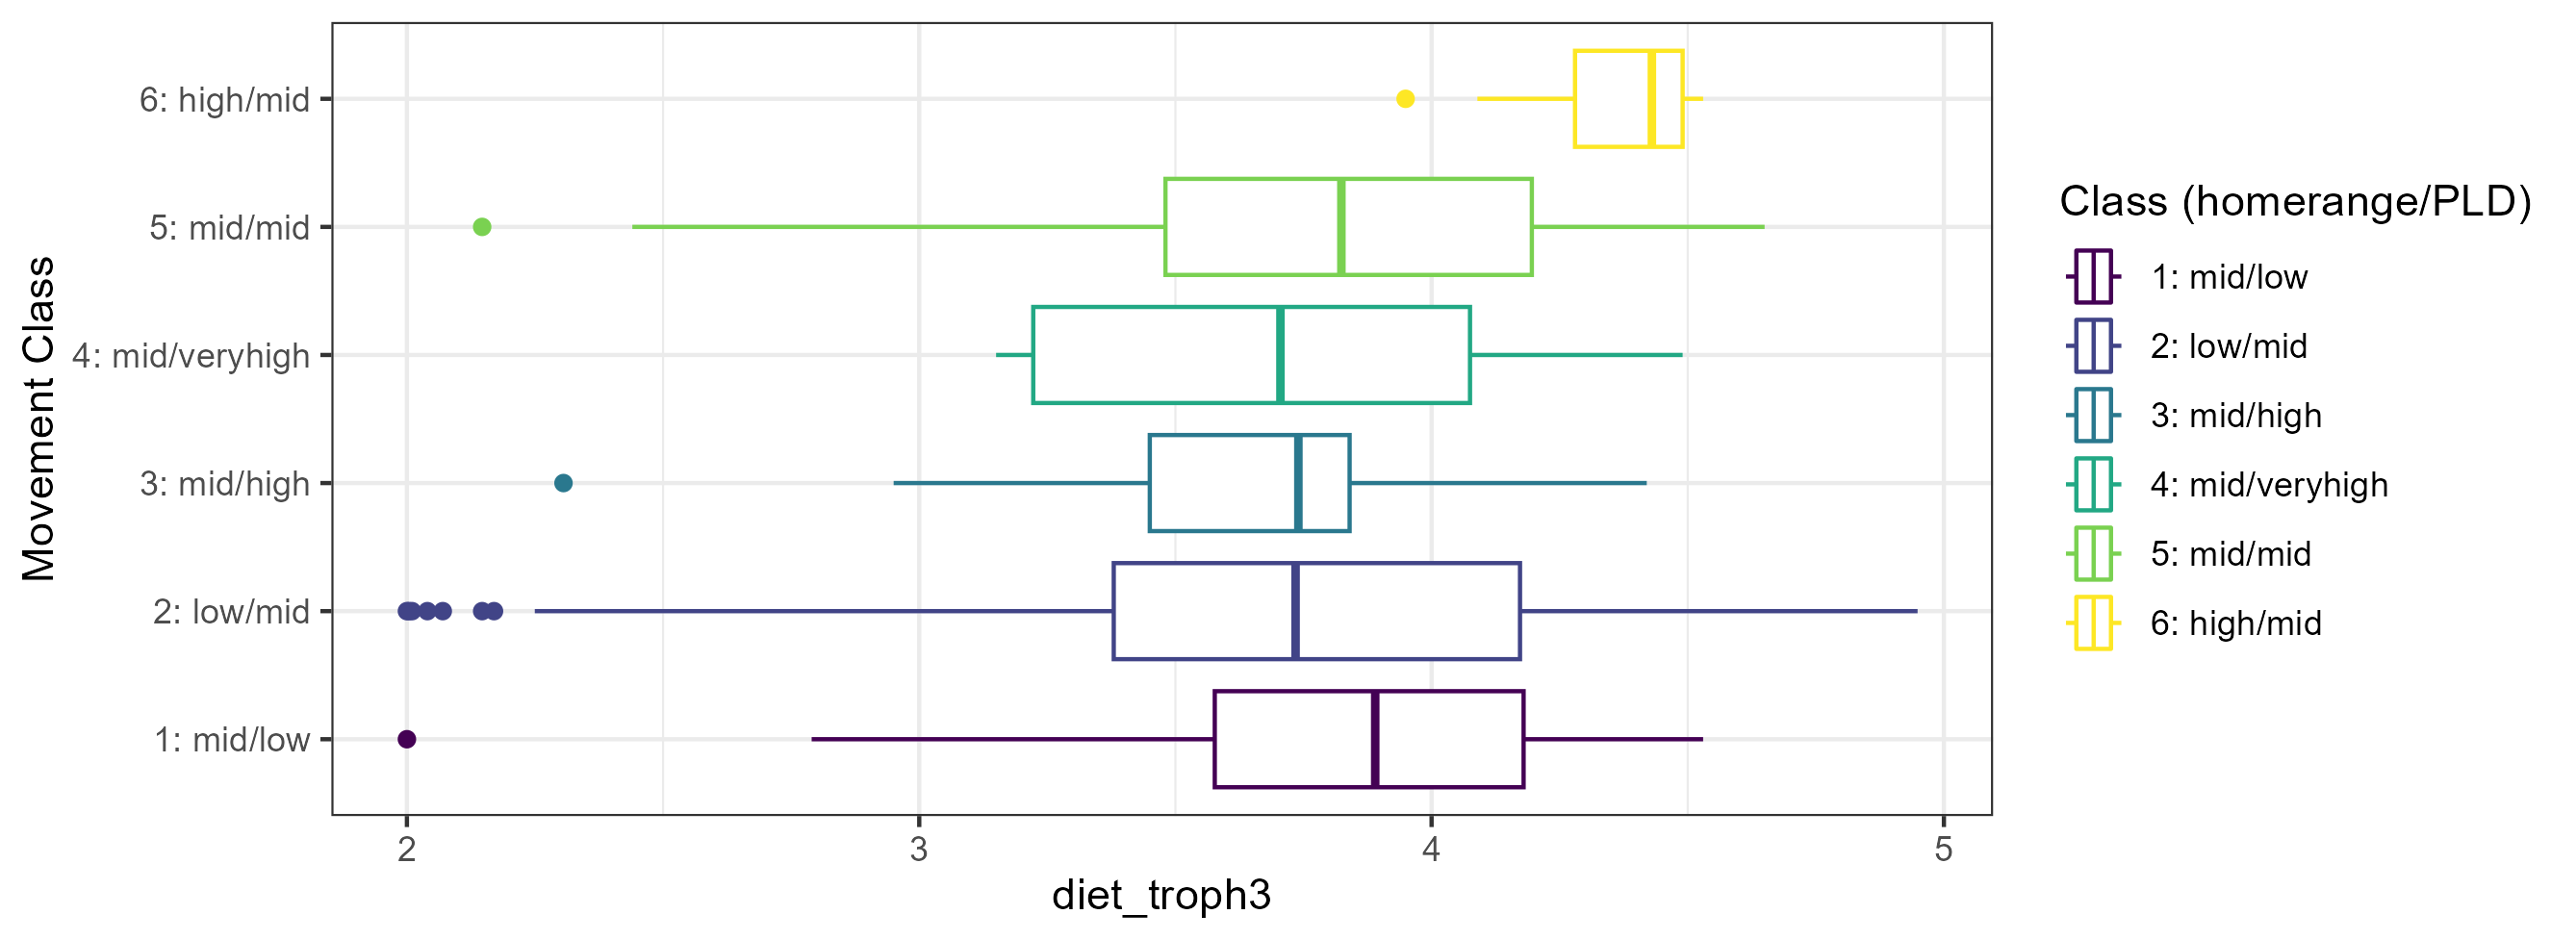 Movement Class
6: high/mid
5: mid/mid
4: mid/veryhigh
3: mid/high
2: low/mid
1: mid/low
2 3 4 5
diet_troph3
Class (homerange/PLD)
1: mid/low
2: low/mid
3: mid/high
4: mid/veryhigh
5: mid/mid
6: high/mid